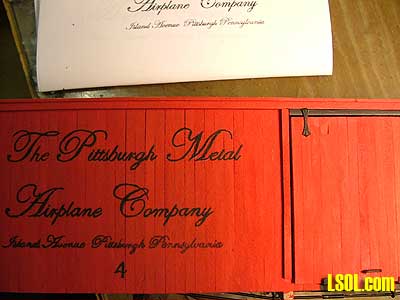 Airplane Company
Island Avenue Pittsburgh Pennsylvania
The Pittsburgh Metal
Airplane Company
Island Avenue Pittsburgh Pennsylvania
4
LSOL.com